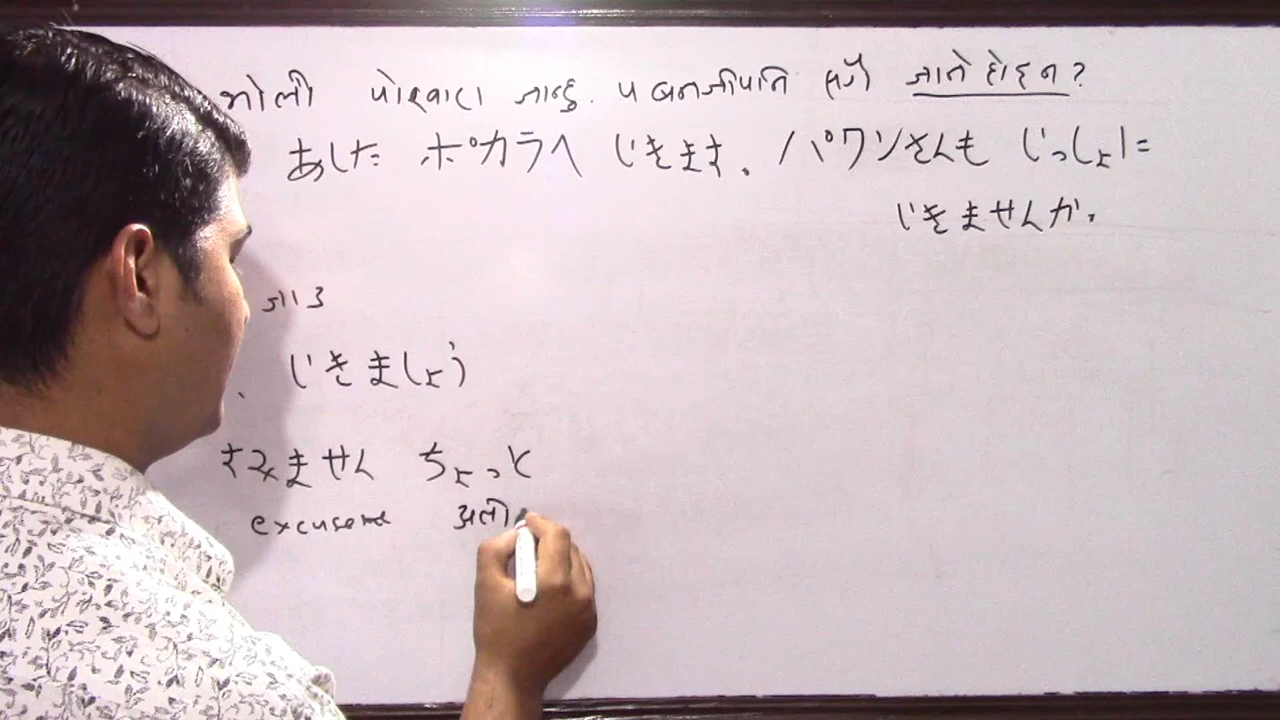 भोली पोखरा जान्छु. पवनजीपनि सँगै जाने होइन ?
あした ポカラへ いきます. パワンさんも いっしょに
いきませんか.
जाउ
いきましょう
すみません ちょっと
excuseme अली